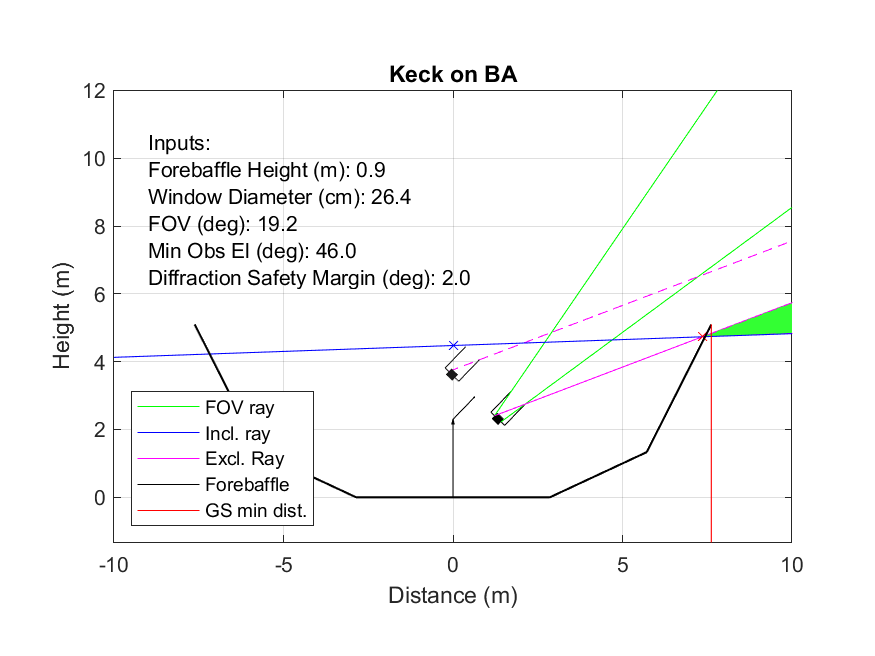 Keck on BA
12
10
8
6
4
2
0
Height (m)
Inputs:
Forebaffle Height (m): 0.9
Window Diameter (cm): 26.4
FOV (deg): 19.2
Min Obs El (deg): 46.0
Diffraction Safety Margin (deg): 2.0
FOV ray
Incl. ray
Excl. Ray
Forebaffle
GS min dist.
-10 -5 0 5 10
Distance (m)